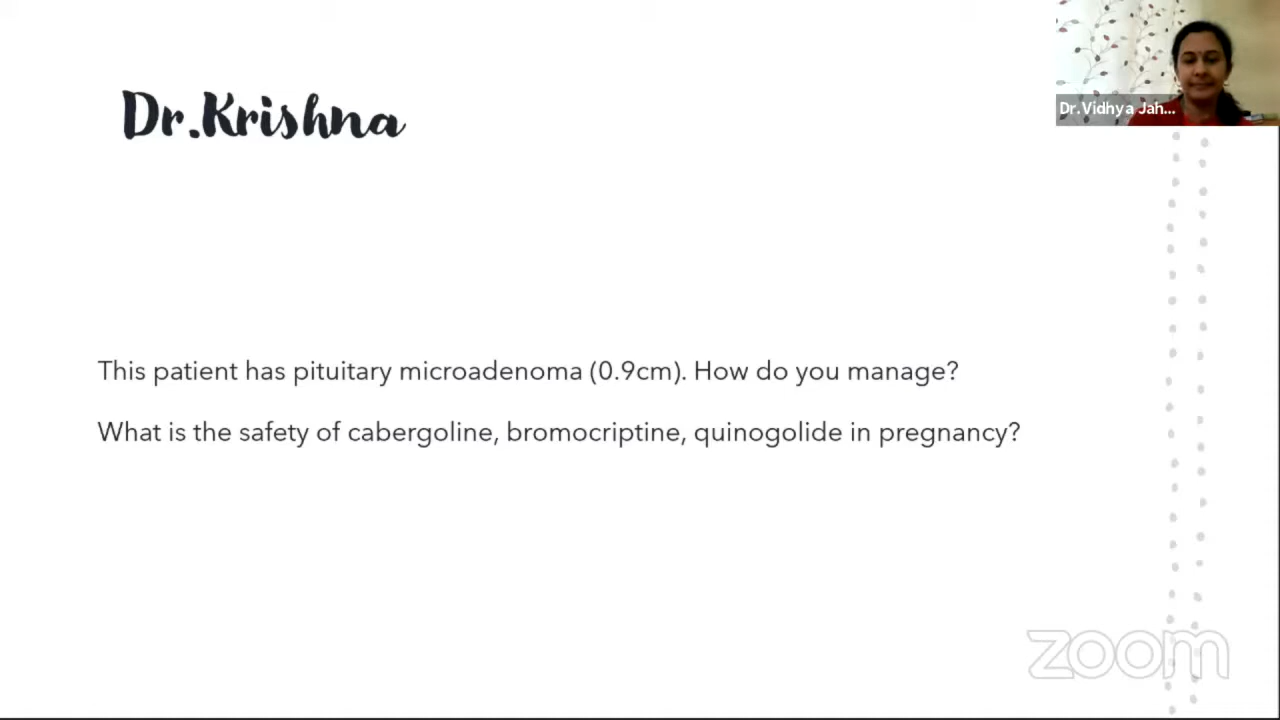 Dr.Krishna
Dr.Vidhya Jah...
This patient has pituitary microadenoma (0.9cm). How do you manage?
What is the safety of cabergoline, bromocriptine, quinogolide in pregnancy?
zoom